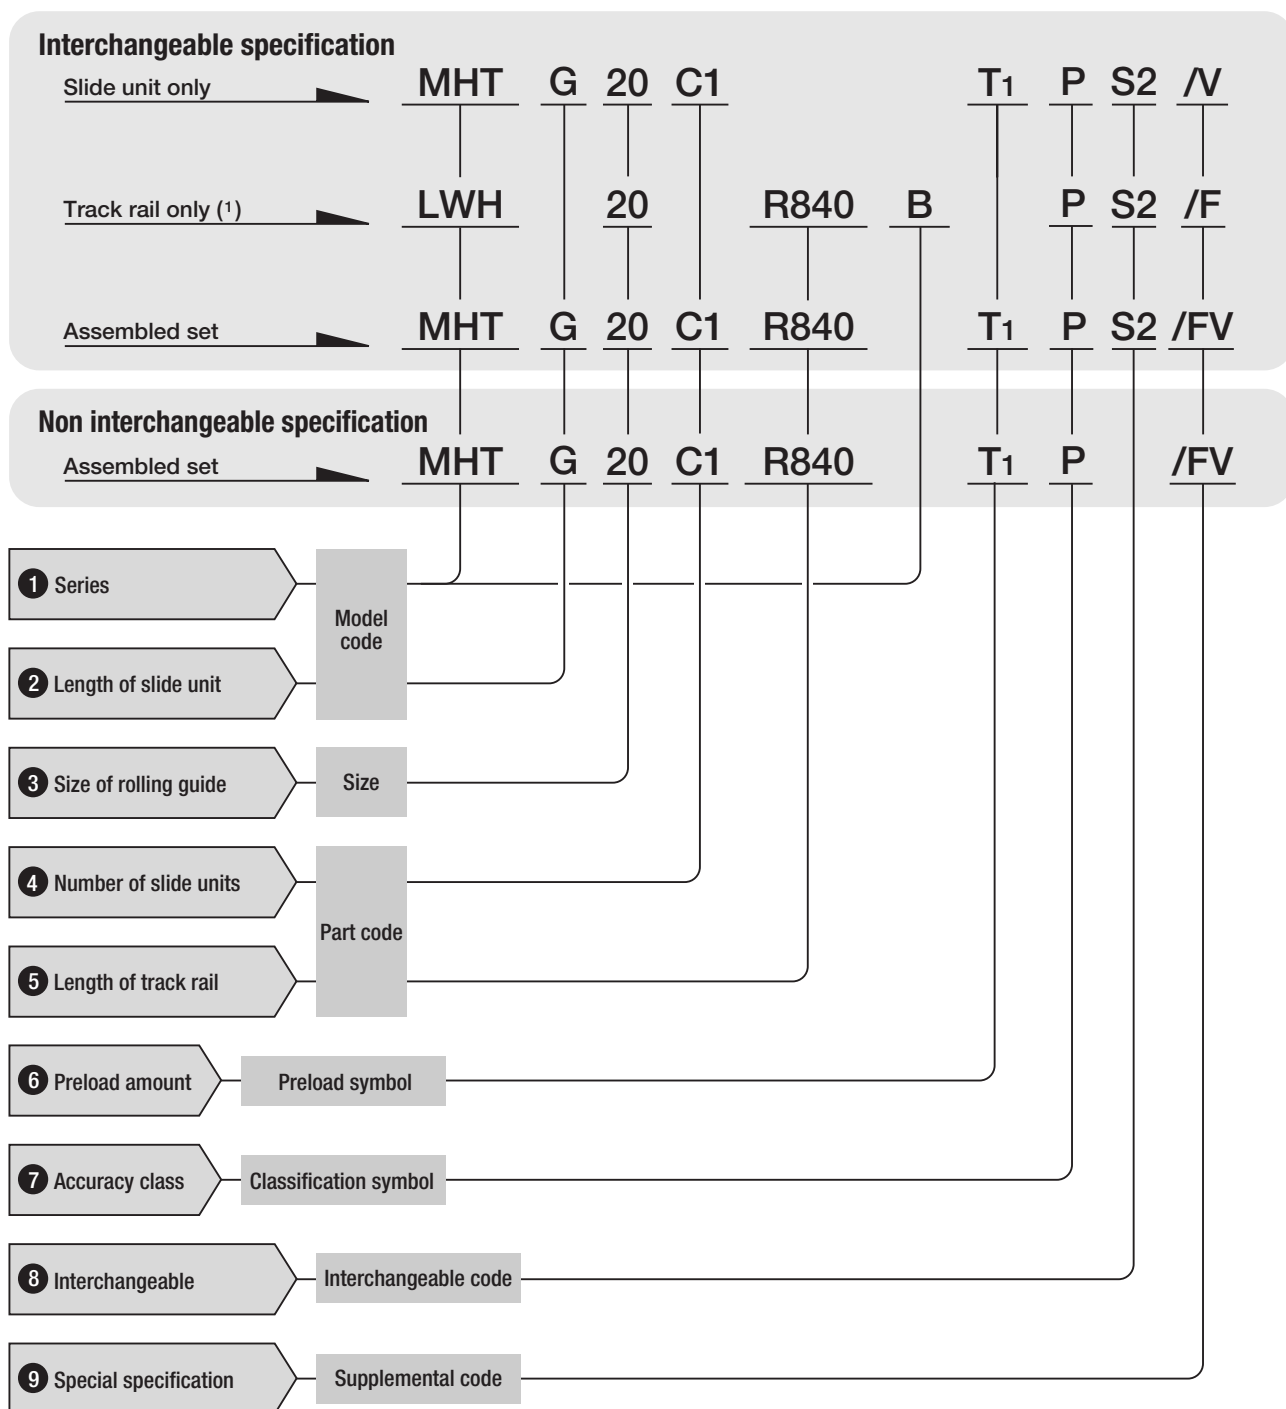 Interchangeable specification
Slide unit only MHT G 20 C1 T1 P S2 /V
Track rail only (1) LWH 20 R840 B P S2 /F
Assembled set MHT G 20 C1 R840 T1 P S2 /FV
Non interchangeable specification
Assembled set MHT G 20 C1 R840 T1 P /FV
1 Series
Model
code
2 Length of slide unit
3 Size of rolling guide Size
4 Number of slide units
Part code
5 Length of track rail
6 Preload amount Preload symbol
7 Accuracy class Classification symbol
8 Interchangeable Interchangeable code
9 Special specification Supplemental code